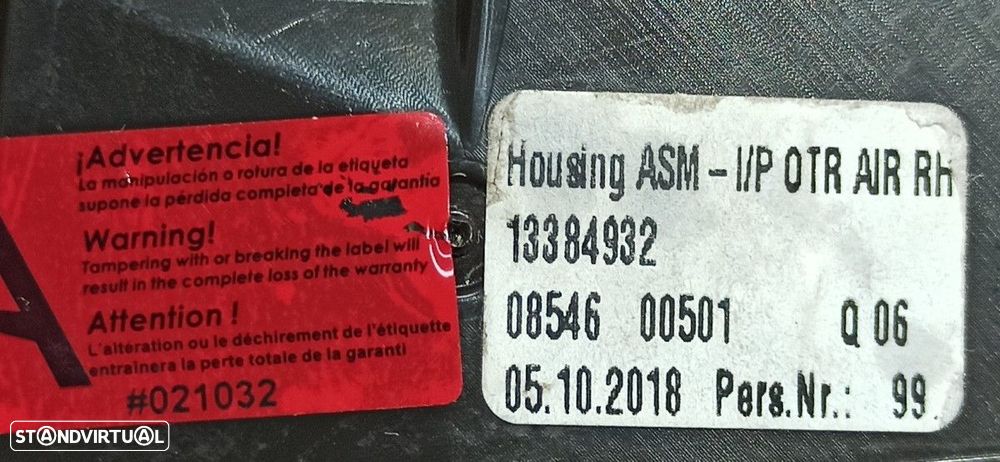 ¡Advertencia!
La manipulación o rotura de la etiqueta
supone la pérdida completa de la garantía
Warning!
Tampering with or breaking the label will
result in the complete loss of the warranty
Attention !
L'altération ou le déchirement de l'étiquette
entraînera la perte totale de la garanti
#021032
Housing ASM - I/P OTR AIR RH
13384932
08546 00501 Q 06
05.10.2018 Pers.Nr.: 99
STANDVIRTUAL